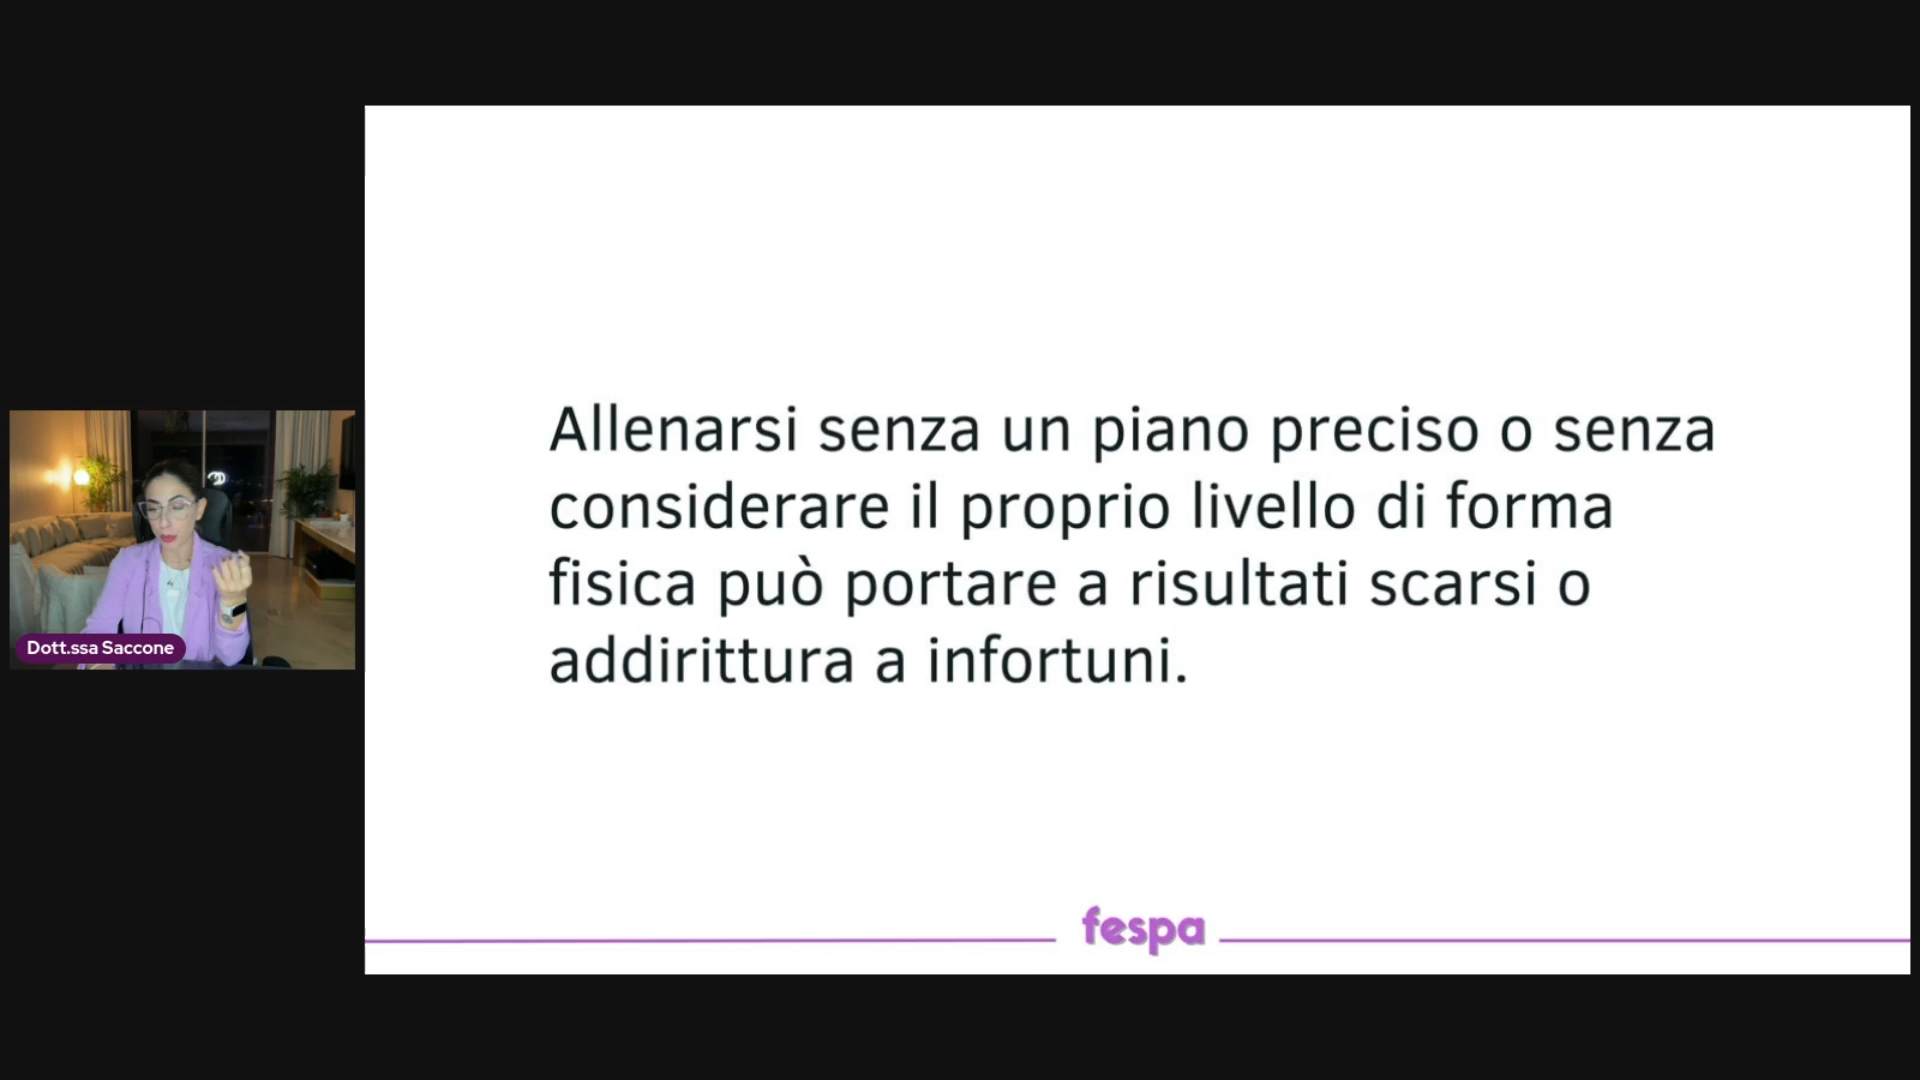 Allenarsi senza un piano preciso o senza
considerare il proprio livello di forma
fisica può portare a risultati scarsi o
addirittura a infortuni.
Dott.ssa Saccone
fespa